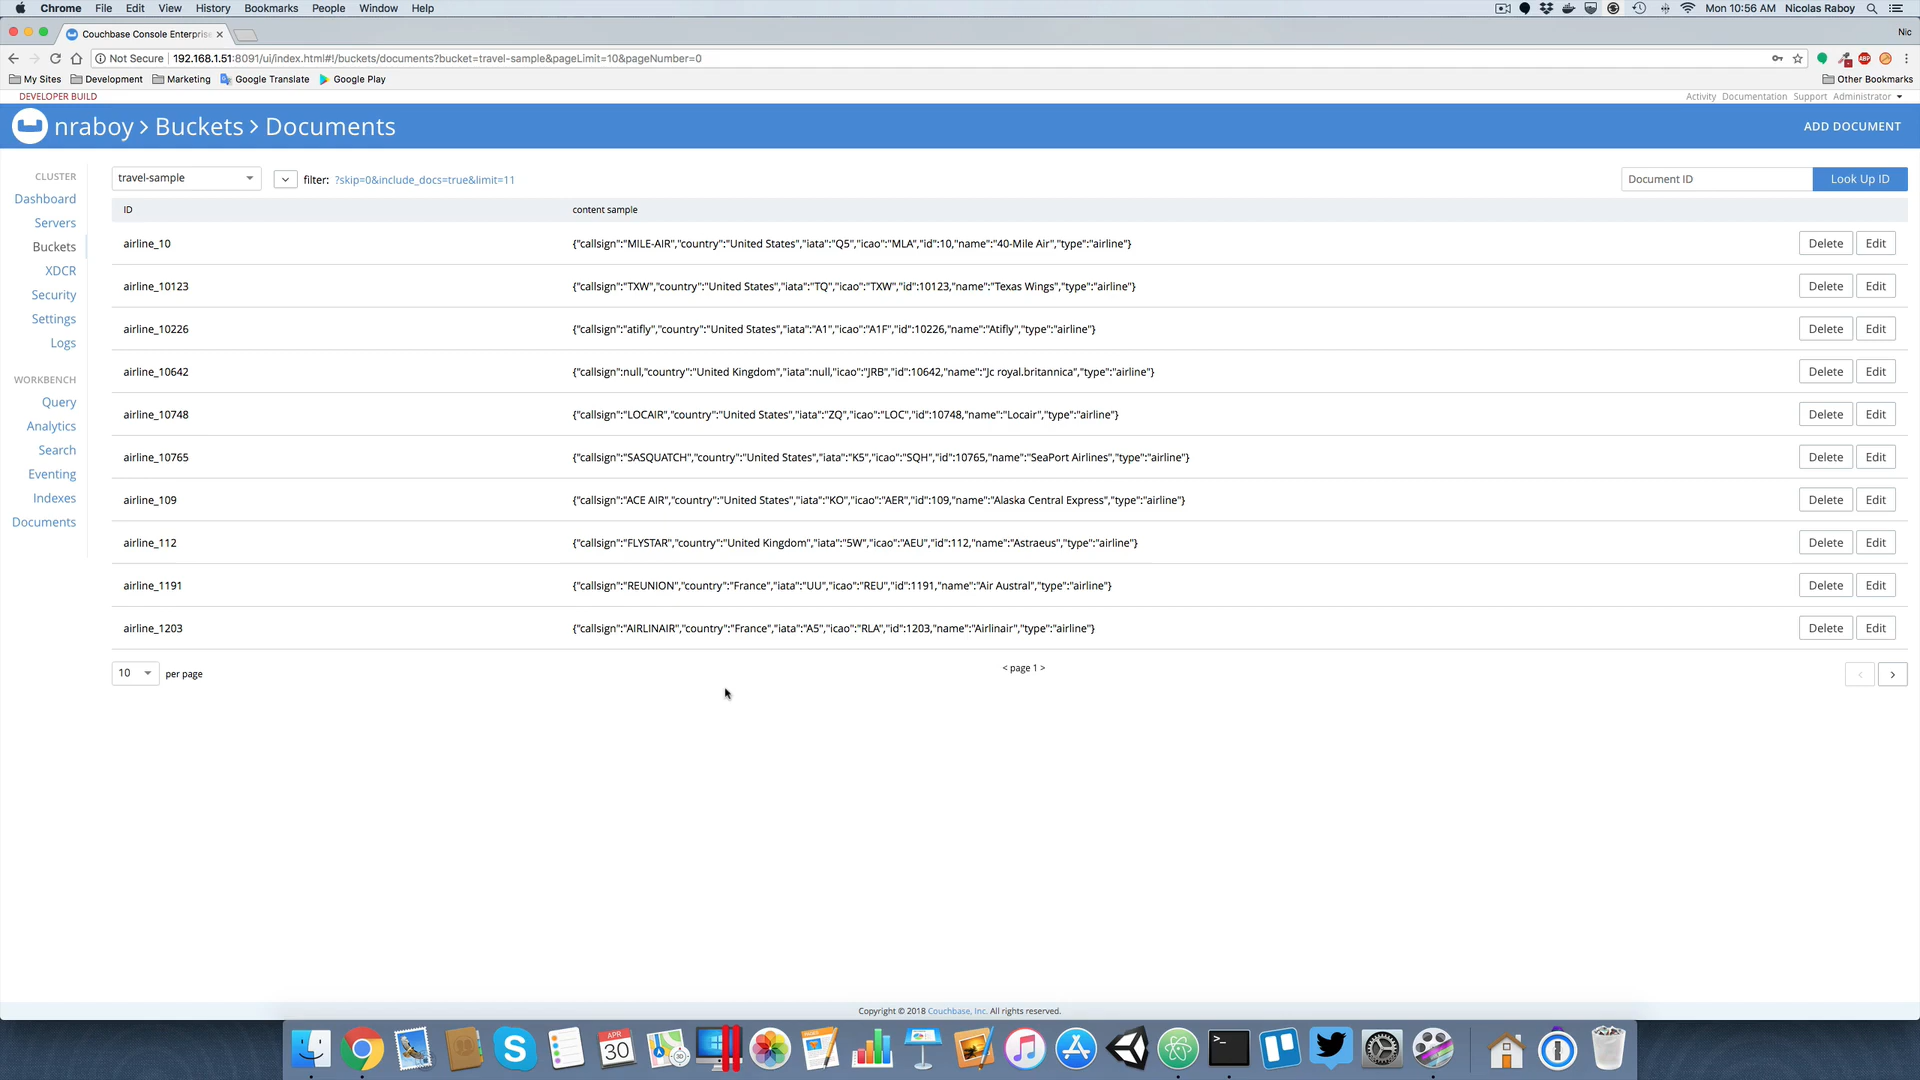 Chrome File Edit View History Bookmarks People Window Help Mon 10:56 AM Nicolas Raboy
Couchbase Console Enterpris Nic
Not Secure 192.168.1.51:8091/ui/index.html#!/buckets/documents?bucket=travel-sample&pageLimit=10&pageNumber=0
My Sites Development Marketing Google Translate Google Play Other Bookmarks
DEVELOPER BUILD Activity Documentation Support Administrator
nraboy > Buckets > Documents ADD DOCUMENT
CLUSTER
Dashboard
Servers
Buckets
XDCR
Security
Settings
Logs
WORKBENCH
Query
Analytics
Search
Eventing
Indexes
Documents
travel-sample filter: ?skip=0&include_docs=true&limit=11 Document ID Look Up ID
ID content sample
airline_10 {"callsign":"MILE-AIR","country":"United States","iata":"Q5","icao":"MLA","id":10,"name":"40-Mile Air","type":"airline"} Delete Edit
airline_10123 {"callsign":"TXW","country":"United States","iata":"TQ","icao":"TXW","id":10123,"name":"Texas Wings","type":"airline"} Delete Edit
airline_10226 {"callsign":"atifly","country":"United States","iata":"A1","icao":"A1F","id":10226,"name":"Atifly","type":"airline"} Delete Edit
airline_10642 {"callsign":null,"country":"United Kingdom","iata":null,"icao":"JRB","id":10642,"name":"Jc royal.britannica","type":"airline"} Delete Edit
airline_10748 {"callsign":"LOCAIR","country":"United States","iata":"ZQ","icao":"LOC","id":10748,"name":"Locair","type":"airline"} Delete Edit
airline_10765 {"callsign":"SASQUATCH","country":"United States","iata":"K5","icao":"SQH","id":10765,"name":"SeaPort Airlines","type":"airline"} Delete Edit
airline_109 {"callsign":"ACE AIR","country":"United States","iata":"KO","icao":"AER","id":109,"name":"Alaska Central Express","type":"airline"} Delete Edit
airline_112 {"callsign":"FLYSTAR","country":"United Kingdom","iata":"5W","icao":"AEU","id":112,"name":"Astraeus","type":"airline"} Delete Edit
airline_1191 {"callsign":"REUNION","country":"France","iata":"UU","icao":"REU","id":1191,"name":"Air Austral","type":"airline"} Delete Edit
airline_1203 {"callsign":"AIRLINAIR","country":"France","iata":"A5","icao":"RLA","id":1203,"name":"Airlinair","type":"airline"} Delete Edit
10 per page < page 1 > < >
Copyright © 2018 Couchbase, Inc. All rights reserved.
APR
30